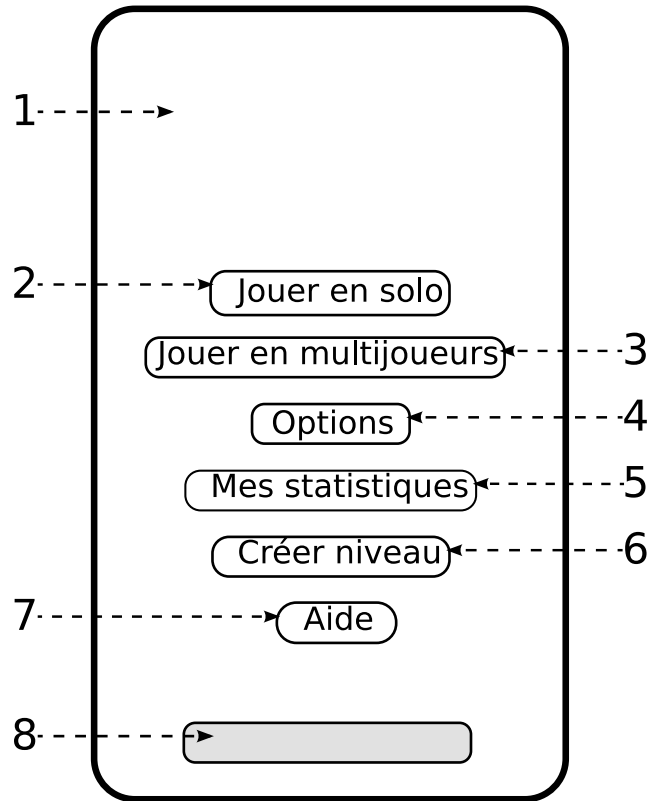 1
2
Jouer en solo
Jouer en multijoueurs
3
Options
4
Mes statistiques
5
Créer niveau
6
7
Aide
8